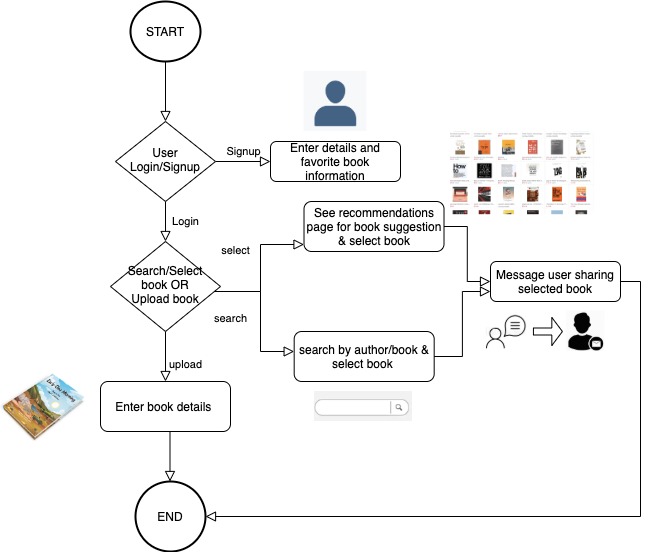 START
User
Login/Signup
Signup
Enter details and
favorite book
information
Login
Search/Select
book OR
Upload book
select
search
upload
See recommendations
page for book suggestion
& select book
search by author/book &
select book
Message user sharing
selected book
Enter book details
END
How
to